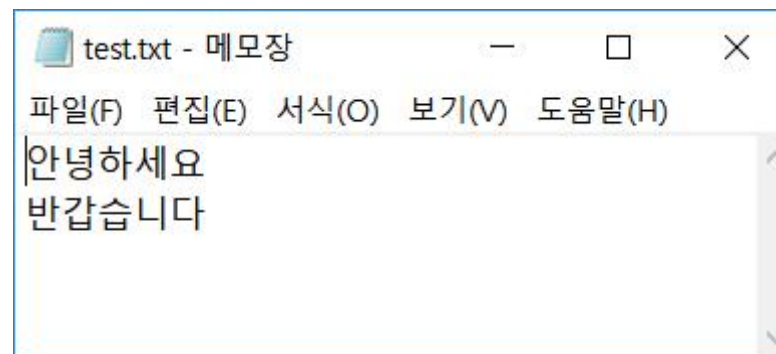 test.txt - 메모장
파일(F) 편집(E) 서식(O) 보기(V) 도움말(H)
안녕하세요
반갑습니다